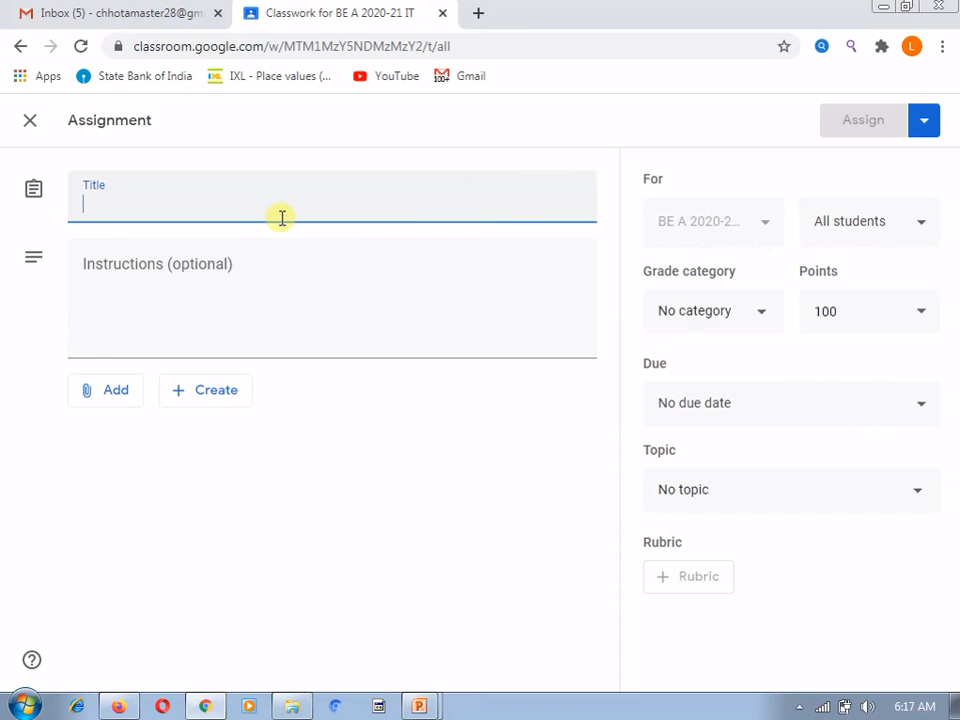 Inbox (5) - chhotamaster28@gm
Classwork for BE A 2020-21 IT
classroom.google.com/w/MTM1MzY5NDMzMzY2/t/all
L
Apps
State Bank of India
IXL - Place values (...
YouTube
100+
Gmail
Assignment
Assign
Title
Instructions (optional)
Add
Create
For
BE A 2020-2...
All students
Grade category
Points
No category
100
Due
No due date
Topic
No topic
Rubric
Rubric
6:17 AM